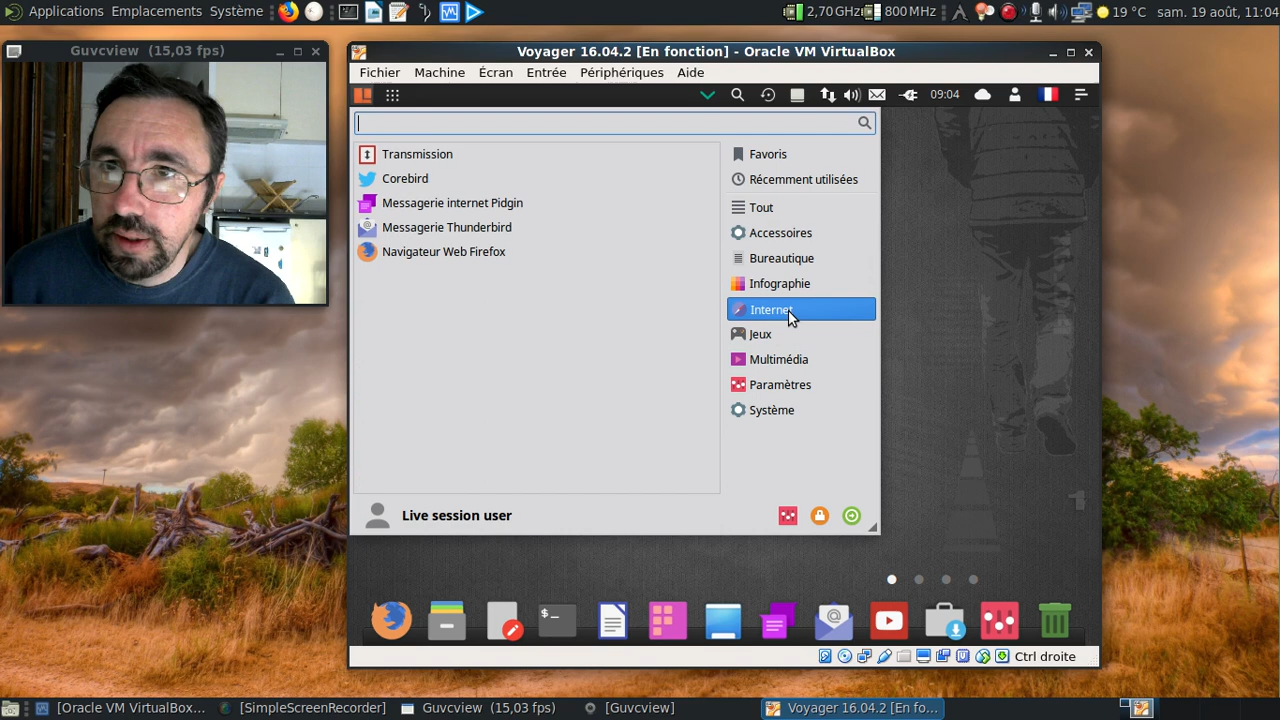 Applications Emplacements Système
2,70 GHz 800 MHz 19 °C sam. 19 août, 11:04
Guvcview (15,03 fps)
Voyager 16.04.2 [En fonction] - Oracle VM VirtualBox
Fichier Machine Écran Entrée Périphériques Aide
09:04
Transmission
Corebird
Messagerie internet Pidgin
Messagerie Thunderbird
Navigateur Web Firefox
Favoris
Récemment utilisées
Tout
Accessoires
Bureautique
Infographie
Internet
Jeux
Multimédia
Paramètres
Système
Live session user
$_
Ctrl droite
[Oracle VM VirtualBox... [SimpleScreenRecorder] Guvcview (15,03 fps) [Guvcview] Voyager 16.04.2 [En fo...